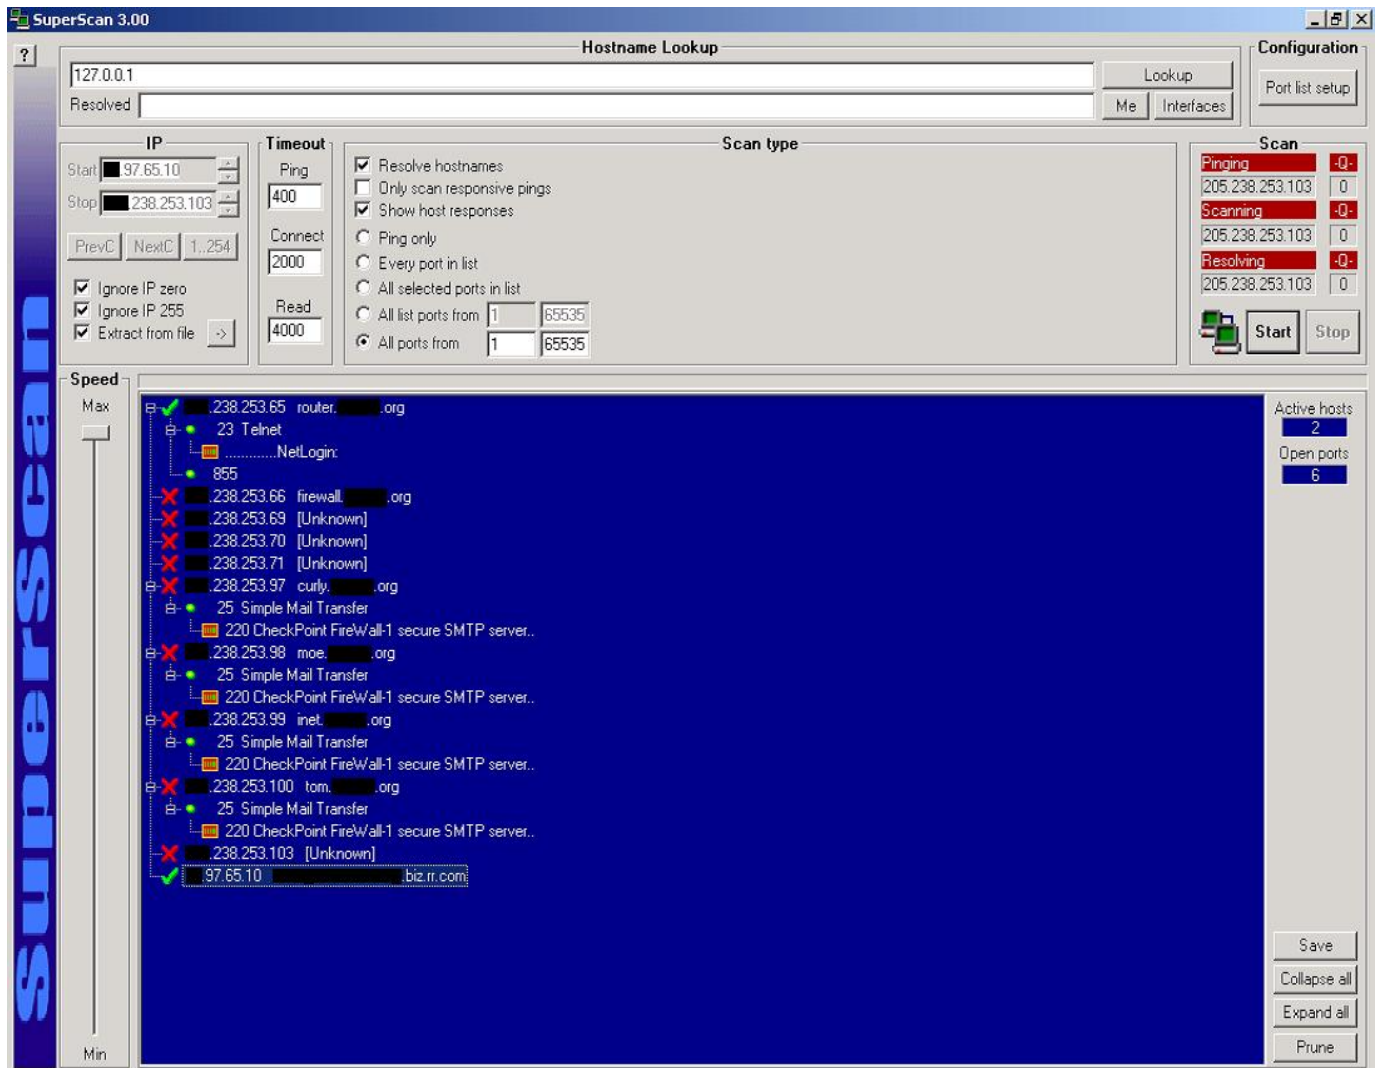 SuperScan 3.00
?
Hostname Lookup
127.0.0.1
Lookup
Resolved
Me
Interfaces
Configuration
Port list setup
IP
Start .97.65.10
Stop .238.253.103
PrevC NextC 1..254
Ignore IP zero
Ignore IP 255
Extract from file ->
Timeout
Ping
400
Connect
2000
Read
4000
Scan type
Resolve hostnames
Only scan responsive pings
Show host responses
Ping only
Every port in list
All selected ports in list
All list ports from 1 65535
All ports from 1 65535
Scan
Pinging -Q-
205.238.253.103 0
Scanning -Q-
205.238.253.103 0
Resolving -Q-
205.238.253.103 0
Start Stop
Speed
Max
Min
SuperScan
.238.253.65 router. .org
23 Telnet
.............NetLogin:
855
.238.253.66 firewall. .org
.238.253.69 [Unknown]
.238.253.70 [Unknown]
.238.253.71 [Unknown]
.238.253.97 curly. .org
25 Simple Mail Transfer
220 CheckPoint FireWall-1 secure SMTP server..
.238.253.98 moe. .org
25 Simple Mail Transfer
220 CheckPoint FireWall-1 secure SMTP server..
.238.253.99 inet. .org
25 Simple Mail Transfer
220 CheckPoint FireWall-1 secure SMTP server..
.238.253.100 tom. .org
25 Simple Mail Transfer
220 CheckPoint FireWall-1 secure SMTP server..
.238.253.103 [Unknown]
.97.65.10 .biz.rr.com
Active hosts
2
Open ports
6
Save
Collapse all
Expand all
Prune